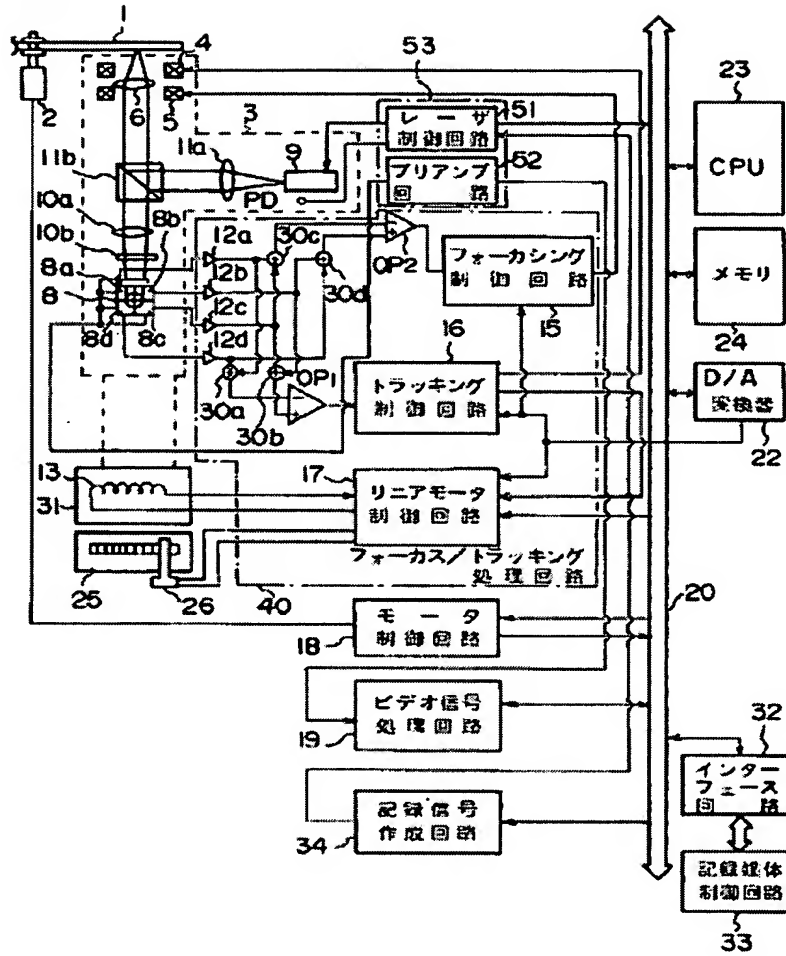 1
4
53
23
2
6
5
3
レーザ 51
制御回路
11a
9
プリアンプ 52
回路
CPU
11b
PD
10a
10b
8b
12a
30c
OP2
フォーカシング
制御回路
メモリ
8a
12b
8
12c
30d
15
24
8d
8c
12d
16
D/A
変換器
22
OP1
30a
30b
トラッキング
制御回路
13
31
17
リニアモータ
制御回路
フォーカス/トラッキング
処理回路
25
26
40
20
モータ
制御回路
18
ビデオ信号
処理回路
19
32
インター
フェース
回路
記録信号
作成回路
34
記録媒体
制御回路
33